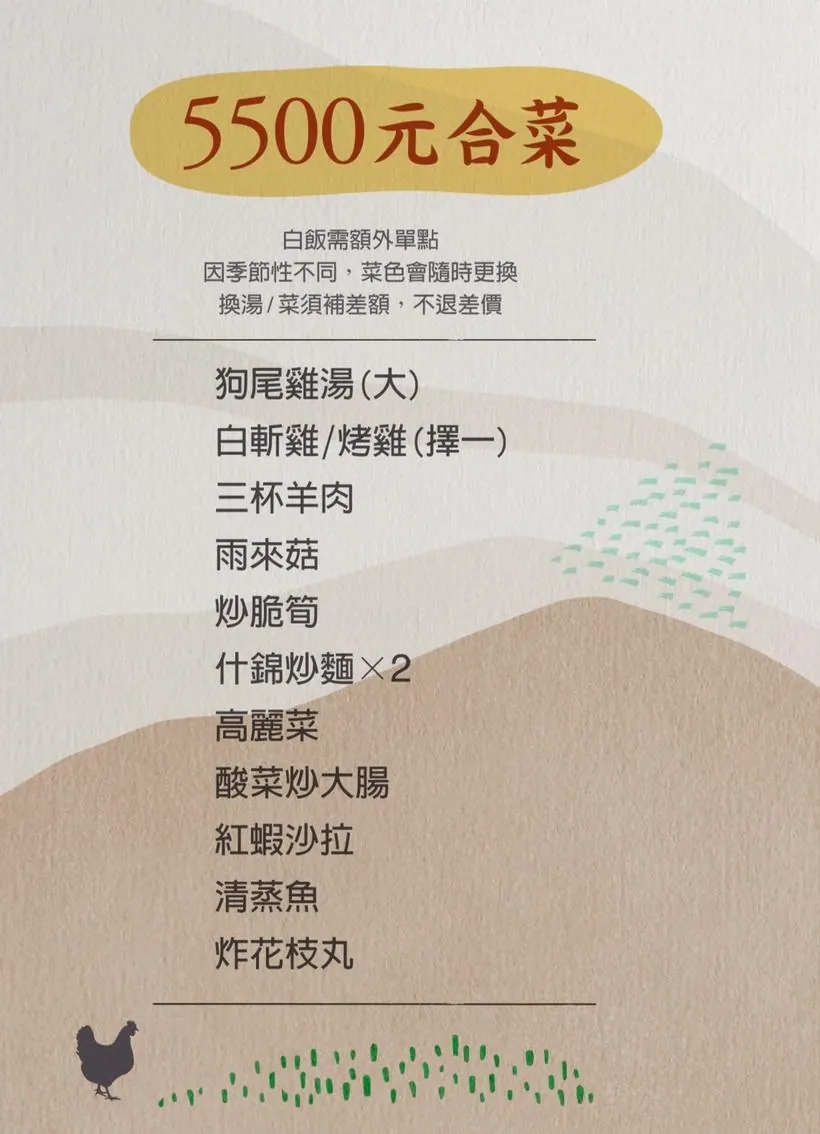 5500元合菜
白飯需額外單點
因季節性不同，菜色會隨時更換
換湯/菜須補差額，不退差價
狗尾雞湯(大)
白斬雞/烤雞(擇一)
三杯羊肉
雨來菇
炒脆筍
什錦炒麵×2
高麗菜
酸菜炒大腸
紅蝦沙拉
清蒸魚
炸花枝丸